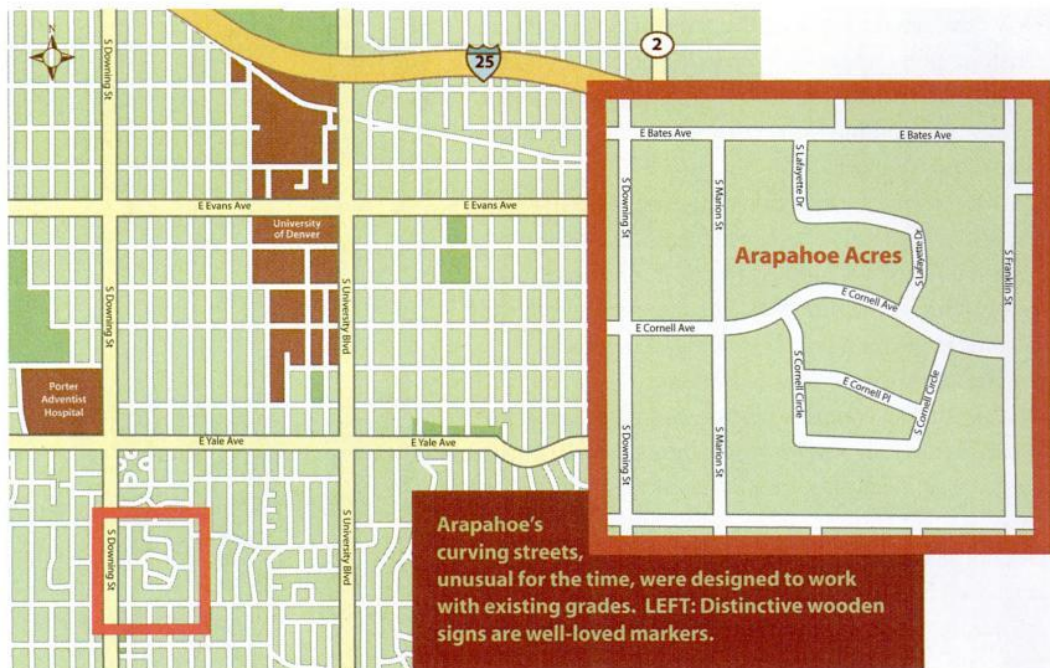 N
S Downing St
25
2
E Evans Ave
E Evans Ave
University
of Denver
S Downing St
S University Blvd
Porter
Adventist
Hospital
E Yale Ave
E Yale Ave
S Downing St
S University Blvd
E Bates Ave
E Bates Ave
S Lafayette Dr
S Downing St
S Marion St
Arapahoe Acres
S Lafayette Dr
S Franklin St
E Cornell Ave
E Cornell Ave
S Cornell Circle
E Cornell Pl
S Cornell Circle
S Downing St
S Marion St
Arapahoe's
curving streets,
unusual for the time, were designed to work
with existing grades. LEFT: Distinctive wooden
signs are well-loved markers.